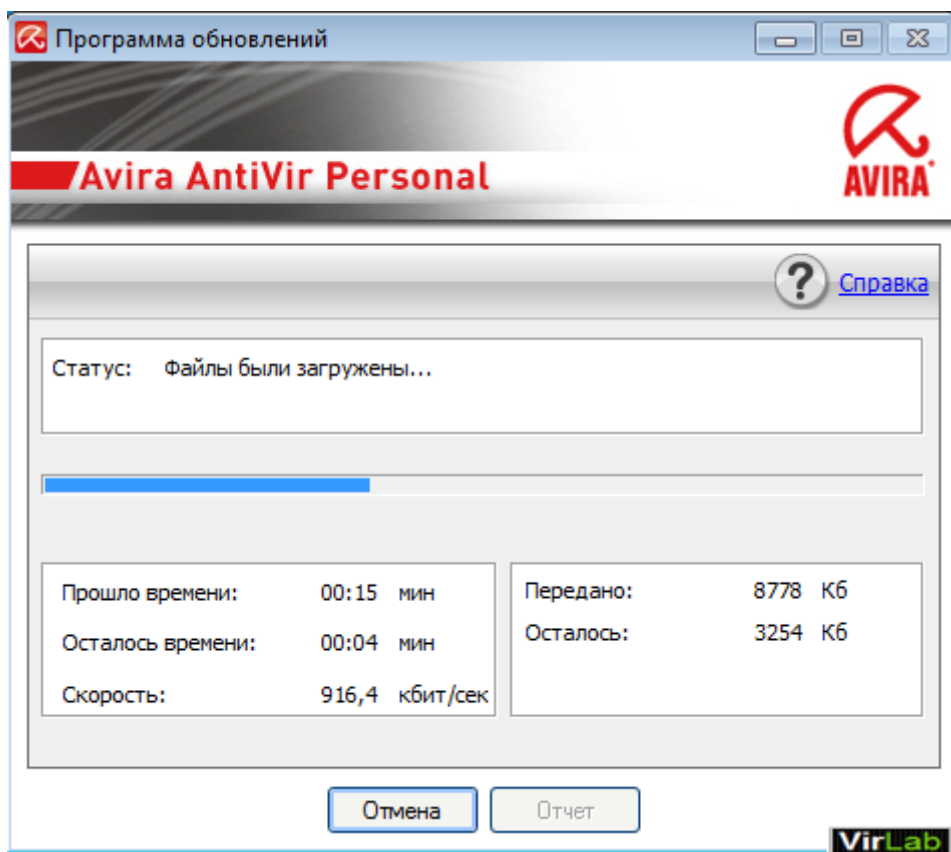 Программа обновлений
Avira AntiVir Personal
AVIRA
? Справка
Статус: Файлы были загружены...
Прошло времени: 00:15 мин
Осталось времени: 00:04 мин
Скорость: 916,4 кбит/сек
Передано: 8778 Кб
Осталось: 3254 Кб
Отмена
Отчет
VirLab